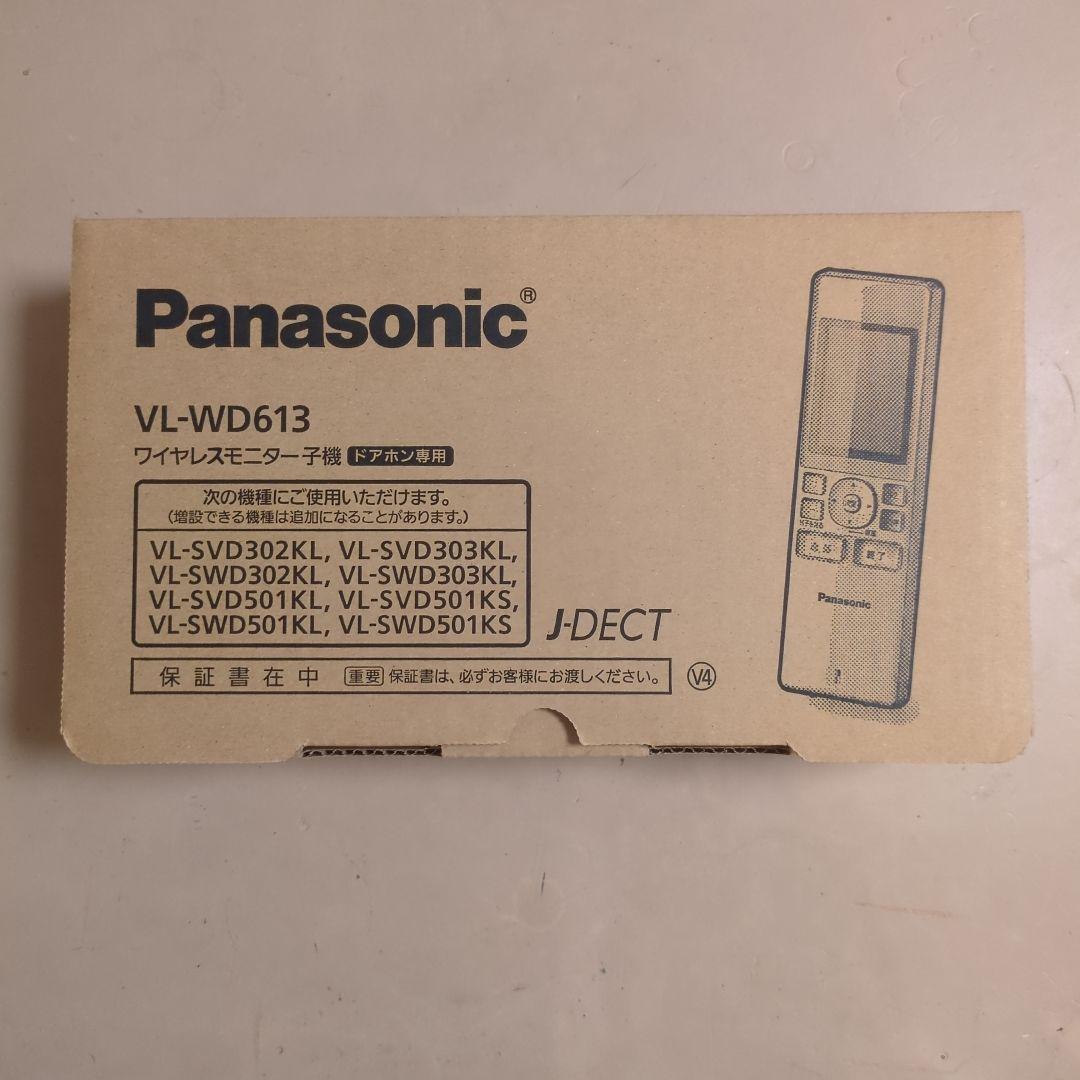 Panasonic®
VL-WD613
ワイヤレスモニター子機 ドアホン専用
次の機種にご使用いただけます。
(増設できる機種は追加になることがあります。)
VL-SVD302KL, VL-SVD303KL,
VL-SWD302KL, VL-SWD303KL,
VL-SVD501KL, VL-SVD501KS,
VL-SWD501KL, VL-SWD501KS
J-DECT
保証書在中 重要 保証書は、必ずお客様にお渡しください。
V4
終了
Panasonic